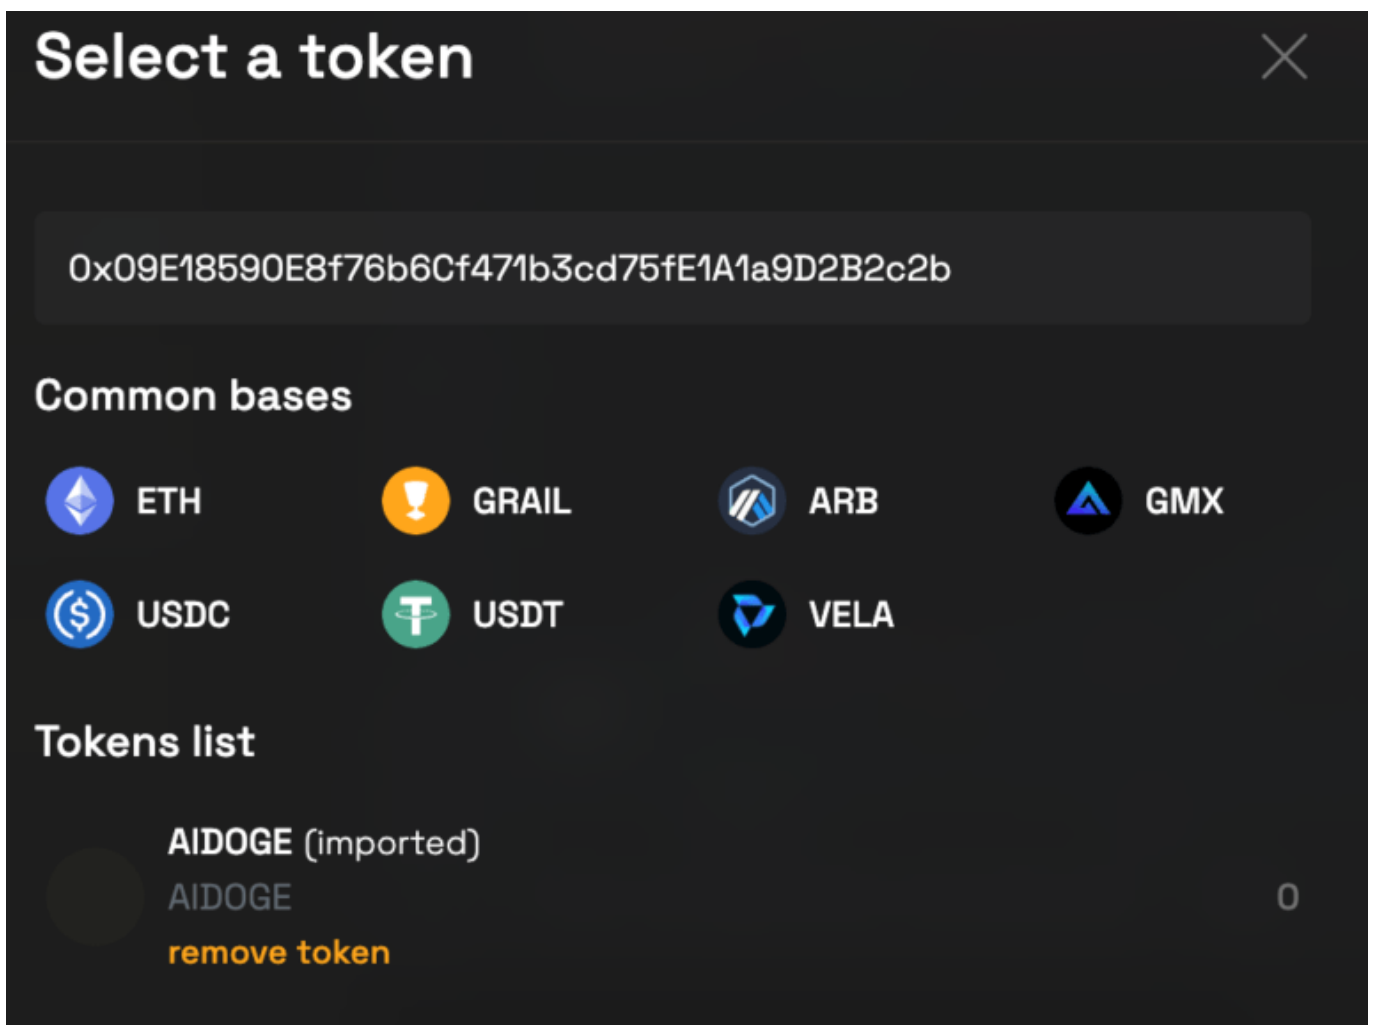 Select a token
0x09E18590E8f76b6Cf471b3cd75fE1A1a9D2B2c2b
Common bases
ETH GRAIL ARB GMX
USDC USDT VELA
Tokens list
AIDOGE (imported)
AIDOGE 0
remove token